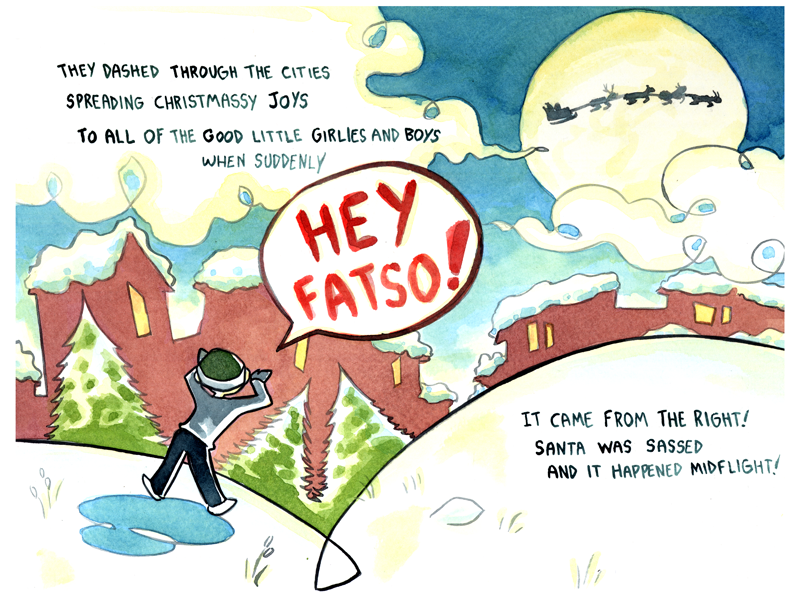 THEY DASHED THROUGH THE CITIES
SPREADING CHRISTMASSY JOYS
TO ALL OF THE GOOD LITTLE GIRLIES AND BOYS
WHEN SUDDENLY
HEY
FATSO!
IT CAME FROM THE RIGHT!
SANTA WAS SASSED
AND IT HAPPENED MIDFLIGHT!